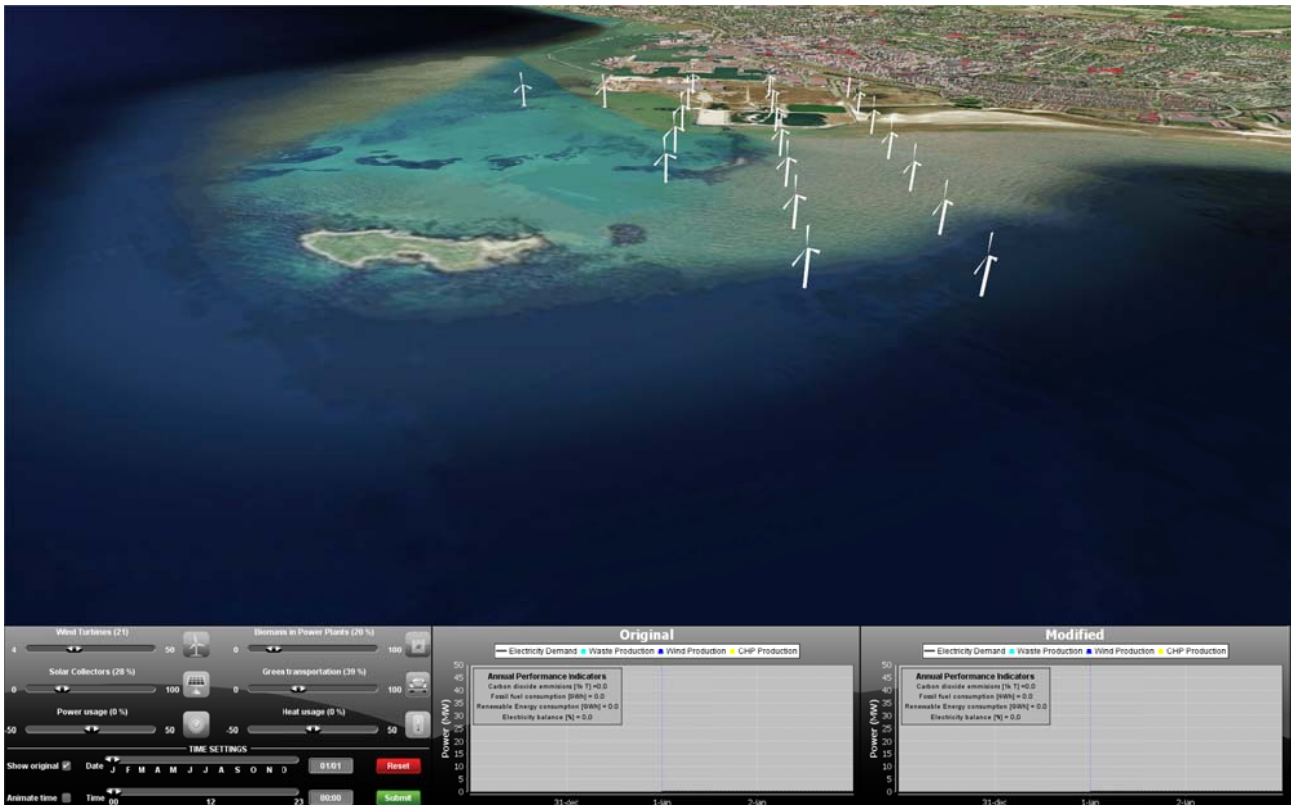 Wind Turbines (21)
4 50
Biomass in Power Plants (20 %)
0 100
Solar Collectors (28 %)
0 100
Green transportation (39 %)
0 100
Power usage (0 %)
-50 50
Heat usage (0 %)
-50 50
TIME SETTINGS
Show original Date J F M A M J J A S O N D 01/01 Reset
Animate time Time 00 12 23 00:00 Submit
Original
Electricity Demand Waste Production Wind Production CHP Production
Power (MW)
50
45
40
35
30
25
20
15
10
5
0
Annual Performance indicators
Carbon dioxide emmisions [1k T] =0.0
Fossil fuel consumption [GWh] = 0.0
Renewable Energy consumption [GWh] = 0.0
Electricity balance [%] = 0.0
31-dec 1-jan 2-jan
Modified
Electricity Demand Waste Production Wind Production CHP Production
Power (MW)
50
45
40
35
30
25
20
15
10
5
0
Annual Performance indicators
Carbon dioxide emmisions [1k T] =0.0
Fossil fuel consumption [GWh] = 0.0
Renewable Energy consumption [GWh] = 0.0
Electricity balance [%] = 0.0
31-dec 1-jan 2-jan